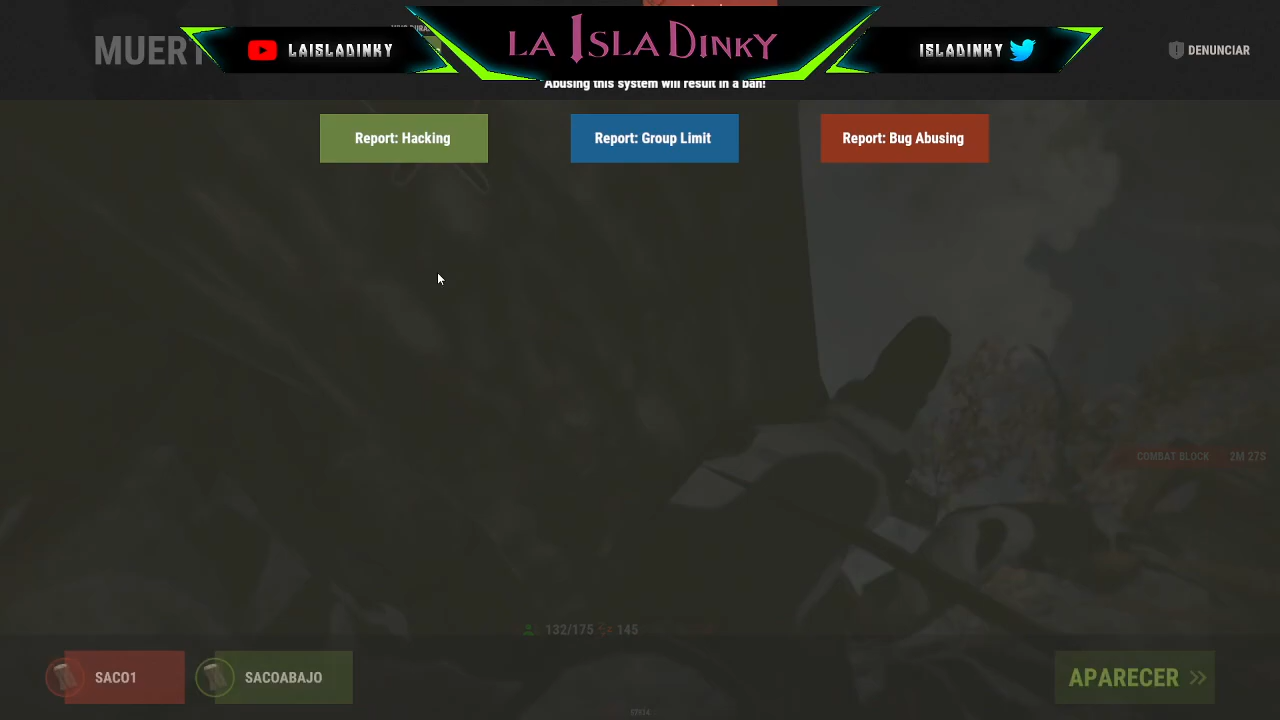 MUERT
LAISLADINKY
LA ISLA DINKY
ISLADINKY
DENUNCIAR
Abusing this system will result in a ban!
Report: Hacking
Report: Group Limit
Report: Bug Abusing
COMBAT BLOCK 2M 27S
132/175 145
SACO1
SACOABAJO
APARECER